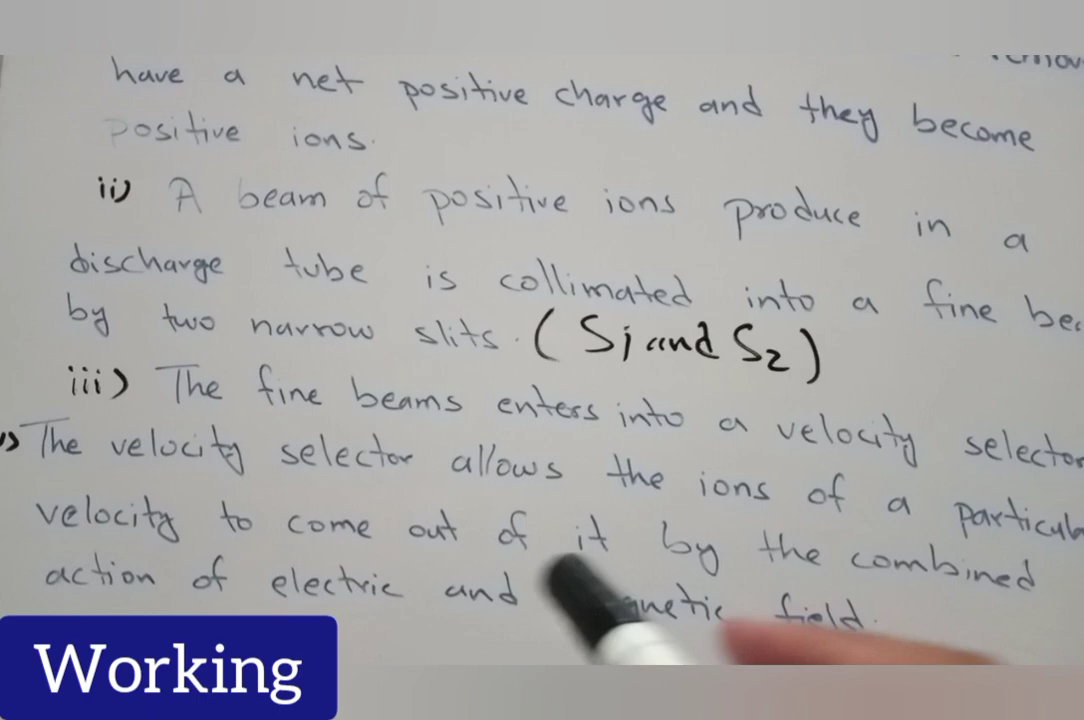 have a net positive charge and they become
positive ions.
ii) A beam of positive ions produce in a
discharge tube is collimated into a fine
by two narrow slits. (S1 and S2)
iii) The fine beams enters into a velocity selector
The velocity selector allows the ions of a
velocity to come out of it by the combined
action of electric and field.
Working